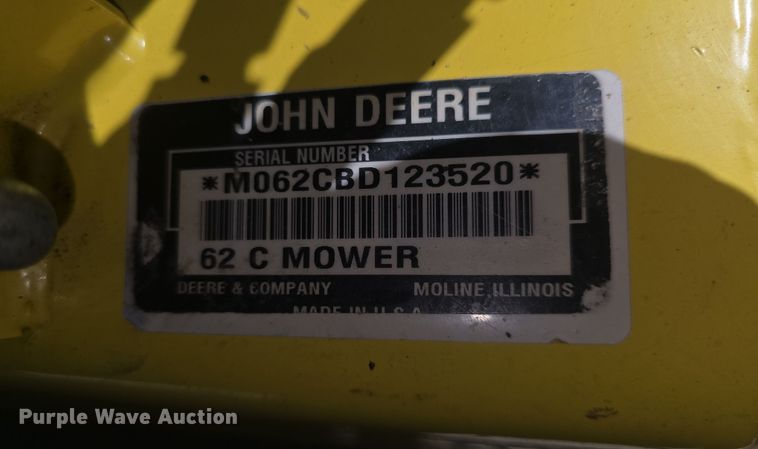 JOHN DEERE
SERIAL NUMBER
*M062CBD123520*
62 C MOWER
DEERE & COMPANY MOLINE, ILLINOIS
MADE IN U.S.A.
Purple Wave Auction